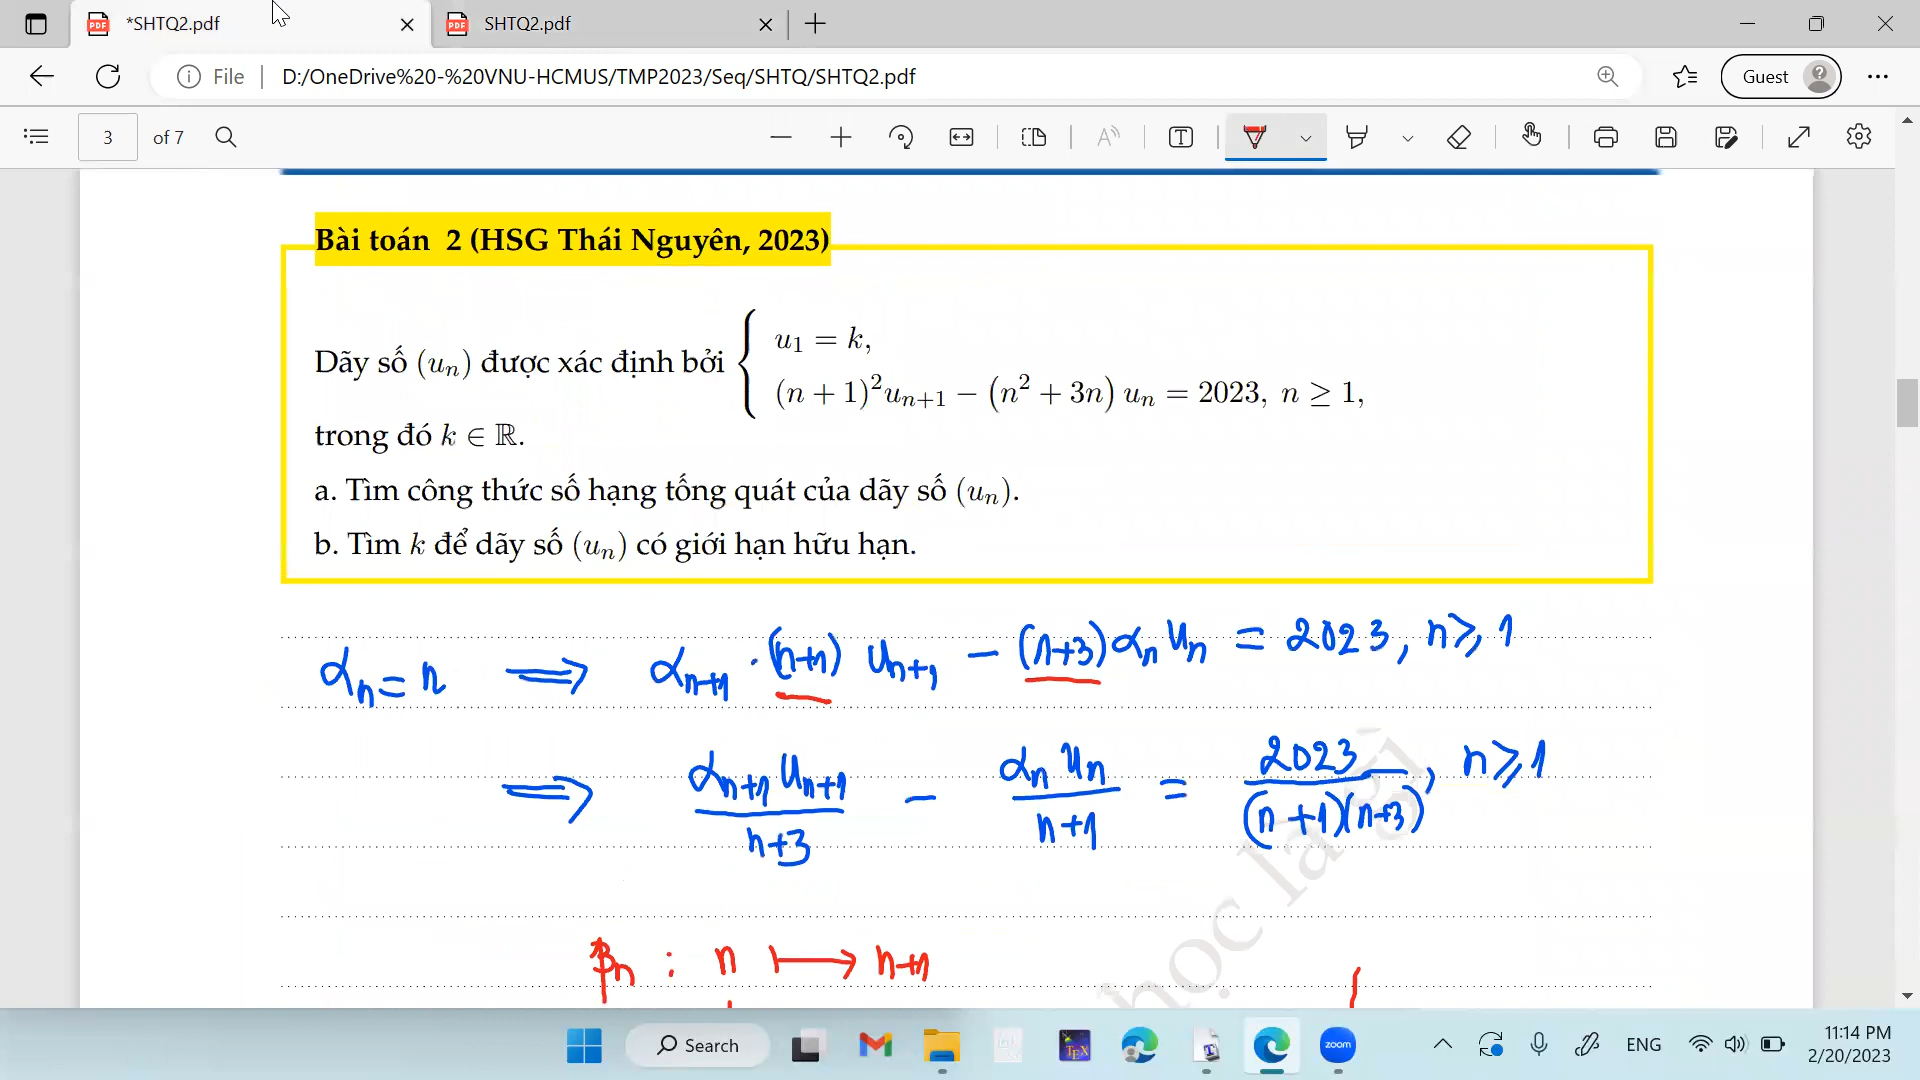 *SHTQ2.pdf
SHTQ2.pdf
File
D:/OneDrive%20-%20VNU-HCMUS/TMP2023/Seq/SHTQ/SHTQ2.pdf
Guest
3 of 7
Bài toán 2 (HSG Thái Nguyên, 2023)
Dãy số (uₙ) được xác định bởi { u₁ = k,
(n + 1)²uₙ₊₁ − (n² + 3n) uₙ = 2023, n ≥ 1,
trong đó k ∈ ℝ.
a. Tìm công thức số hạng tổng quát của dãy số (uₙ).
b. Tìm k để dãy số (uₙ) có giới hạn hữu hạn.
αₙ = n ⟹ αₙ₊₁ · (n+1) uₙ₊₁ − (n+3) αₙ uₙ = 2023, n ⩾ 1
⟹ αₙ₊₁ uₙ₊₁ / n+3 − αₙ uₙ / n+1 = 2023 / (n+1)(n+3), n ⩾ 1
học là gì
βₙ : n ⟼ n+1
Search
zoom
ENG
11:14 PM
2/20/2023